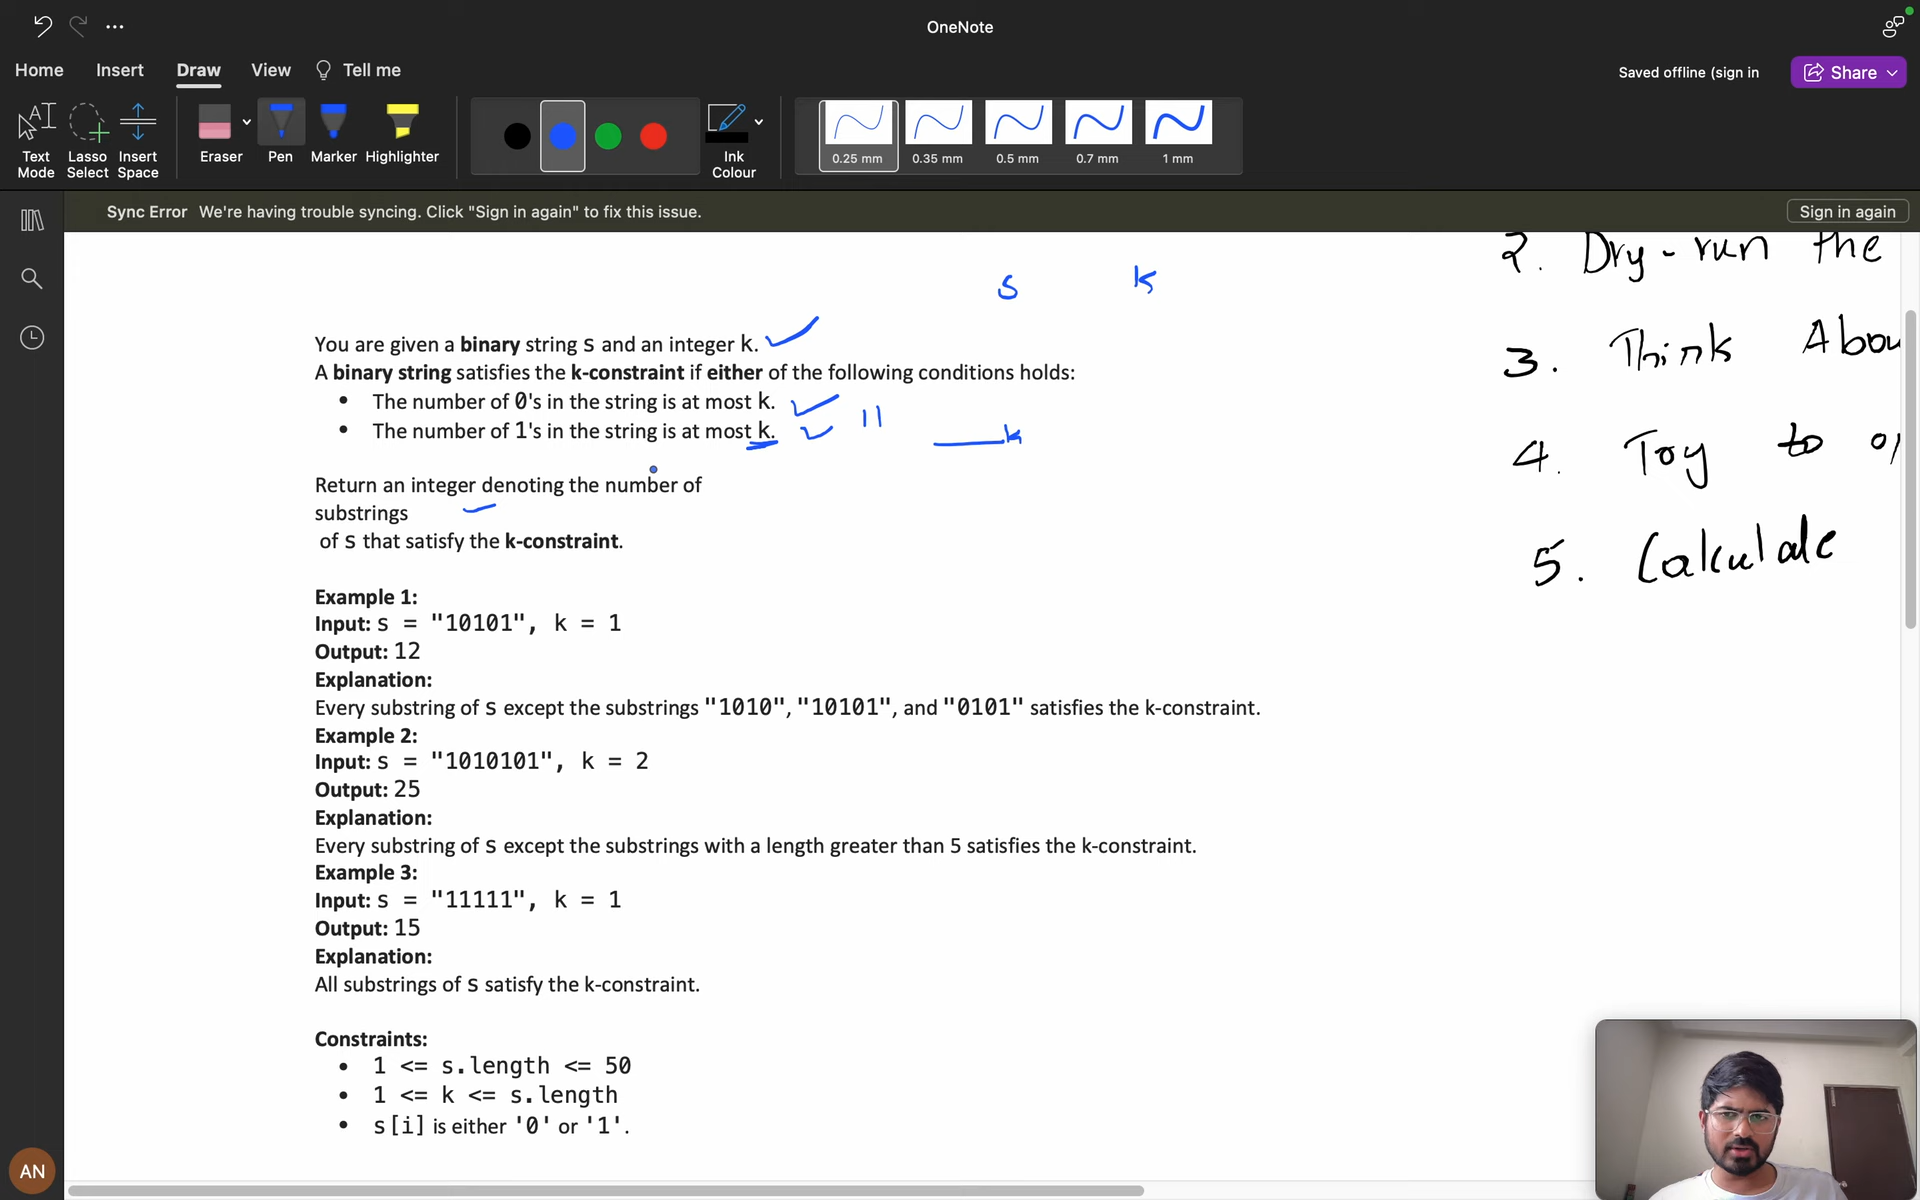 OneNote
Home Insert Draw View Tell me
Saved offline (sign in
Share
Text Mode
Lasso Select
Insert Space
Eraser
Pen
Marker
Highlighter
Ink Colour
0.25 mm
0.35 mm
0.5 mm
0.7 mm
1 mm
Sync Error We're having trouble syncing. Click "Sign in again" to fix this issue.
Sign in again
2. Dry-run the
s k
You are given a binary string s and an integer k.
A binary string satisfies the k-constraint if either of the following conditions holds:
• The number of 0's in the string is at most k.
• The number of 1's in the string is at most k.
|| k
3. Think Abou
4. Toy to
5. Calculate
Return an integer denoting the number of
substrings
of s that satisfy the k-constraint.
Example 1:
Input: s = "10101", k = 1
Output: 12
Explanation:
Every substring of s except the substrings "1010", "10101", and "0101" satisfies the k-constraint.
Example 2:
Input: s = "1010101", k = 2
Output: 25
Explanation:
Every substring of s except the substrings with a length greater than 5 satisfies the k-constraint.
Example 3:
Input: s = "11111", k = 1
Output: 15
Explanation:
All substrings of s satisfy the k-constraint.
Constraints:
• 1 <= s.length <= 50
• 1 <= k <= s.length
• s[i] is either '0' or '1'.
AN